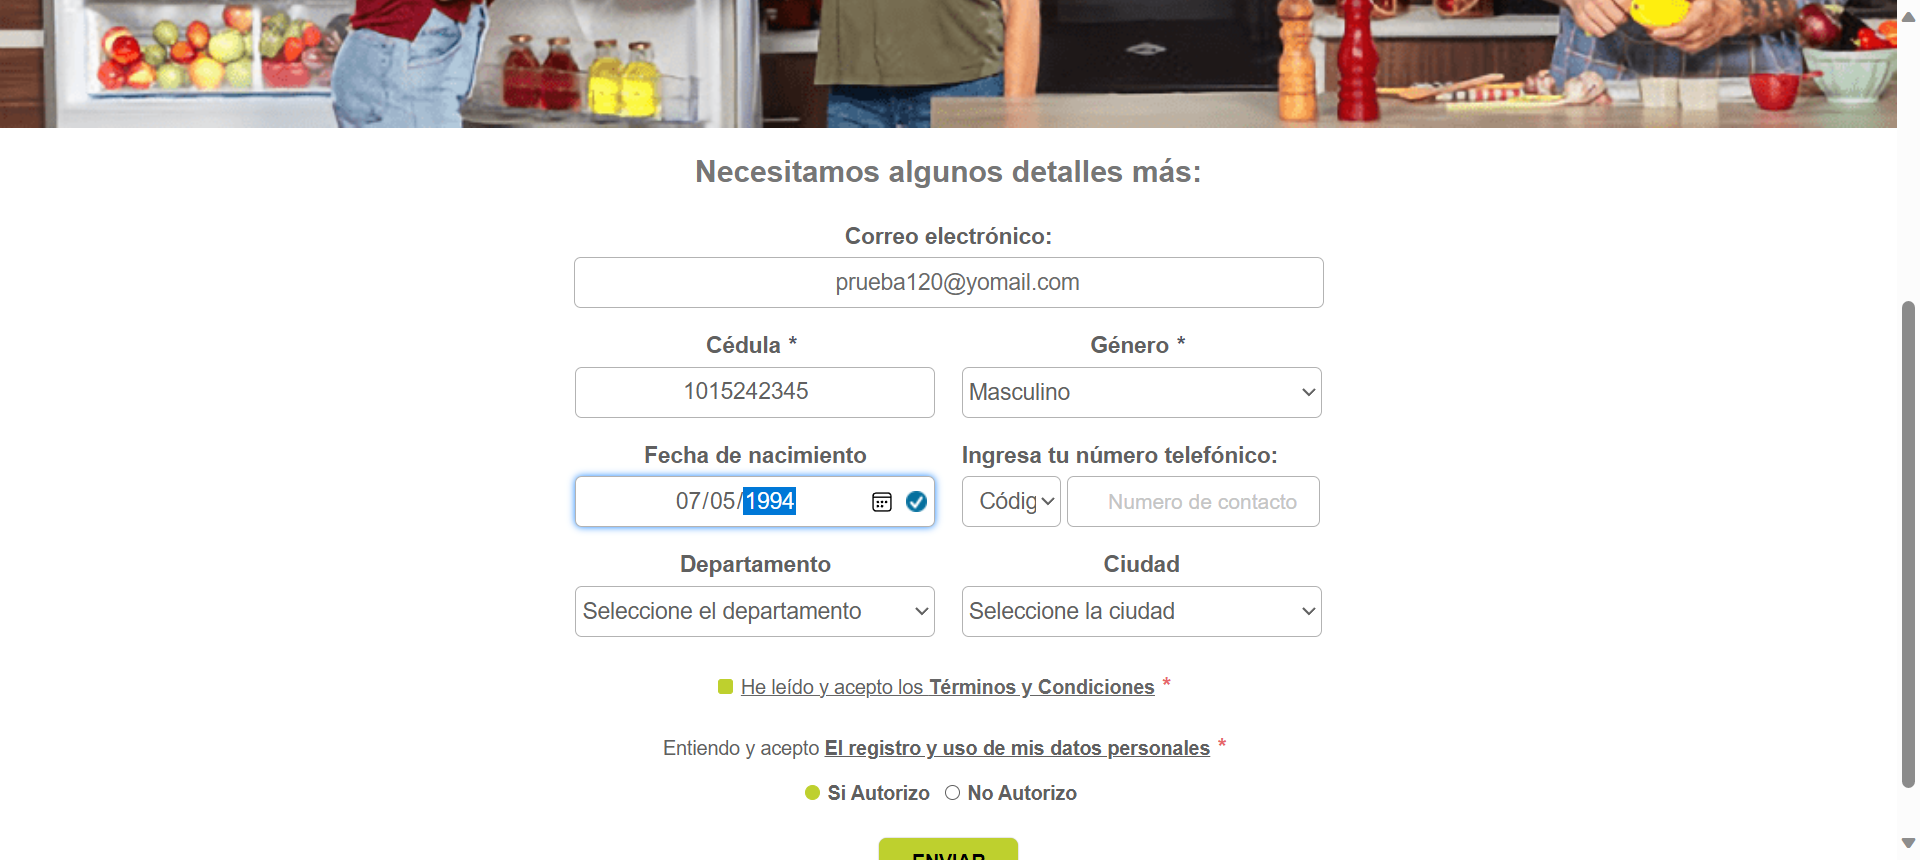 Necesitamos algunos detalles más:
Correo electrónico:
prueba120@yomail.com
Cédula * Género *
1015242345 Masculino
Fecha de nacimiento Ingresa tu número telefónico:
07/05/1994 Códig Numero de contacto
Departamento Ciudad
Seleccione el departamento Seleccione la ciudad
He leído y acepto los Términos y Condiciones *
Entiendo y acepto El registro y uso de mis datos personales *
Si Autorizo No Autorizo
ENVIAR